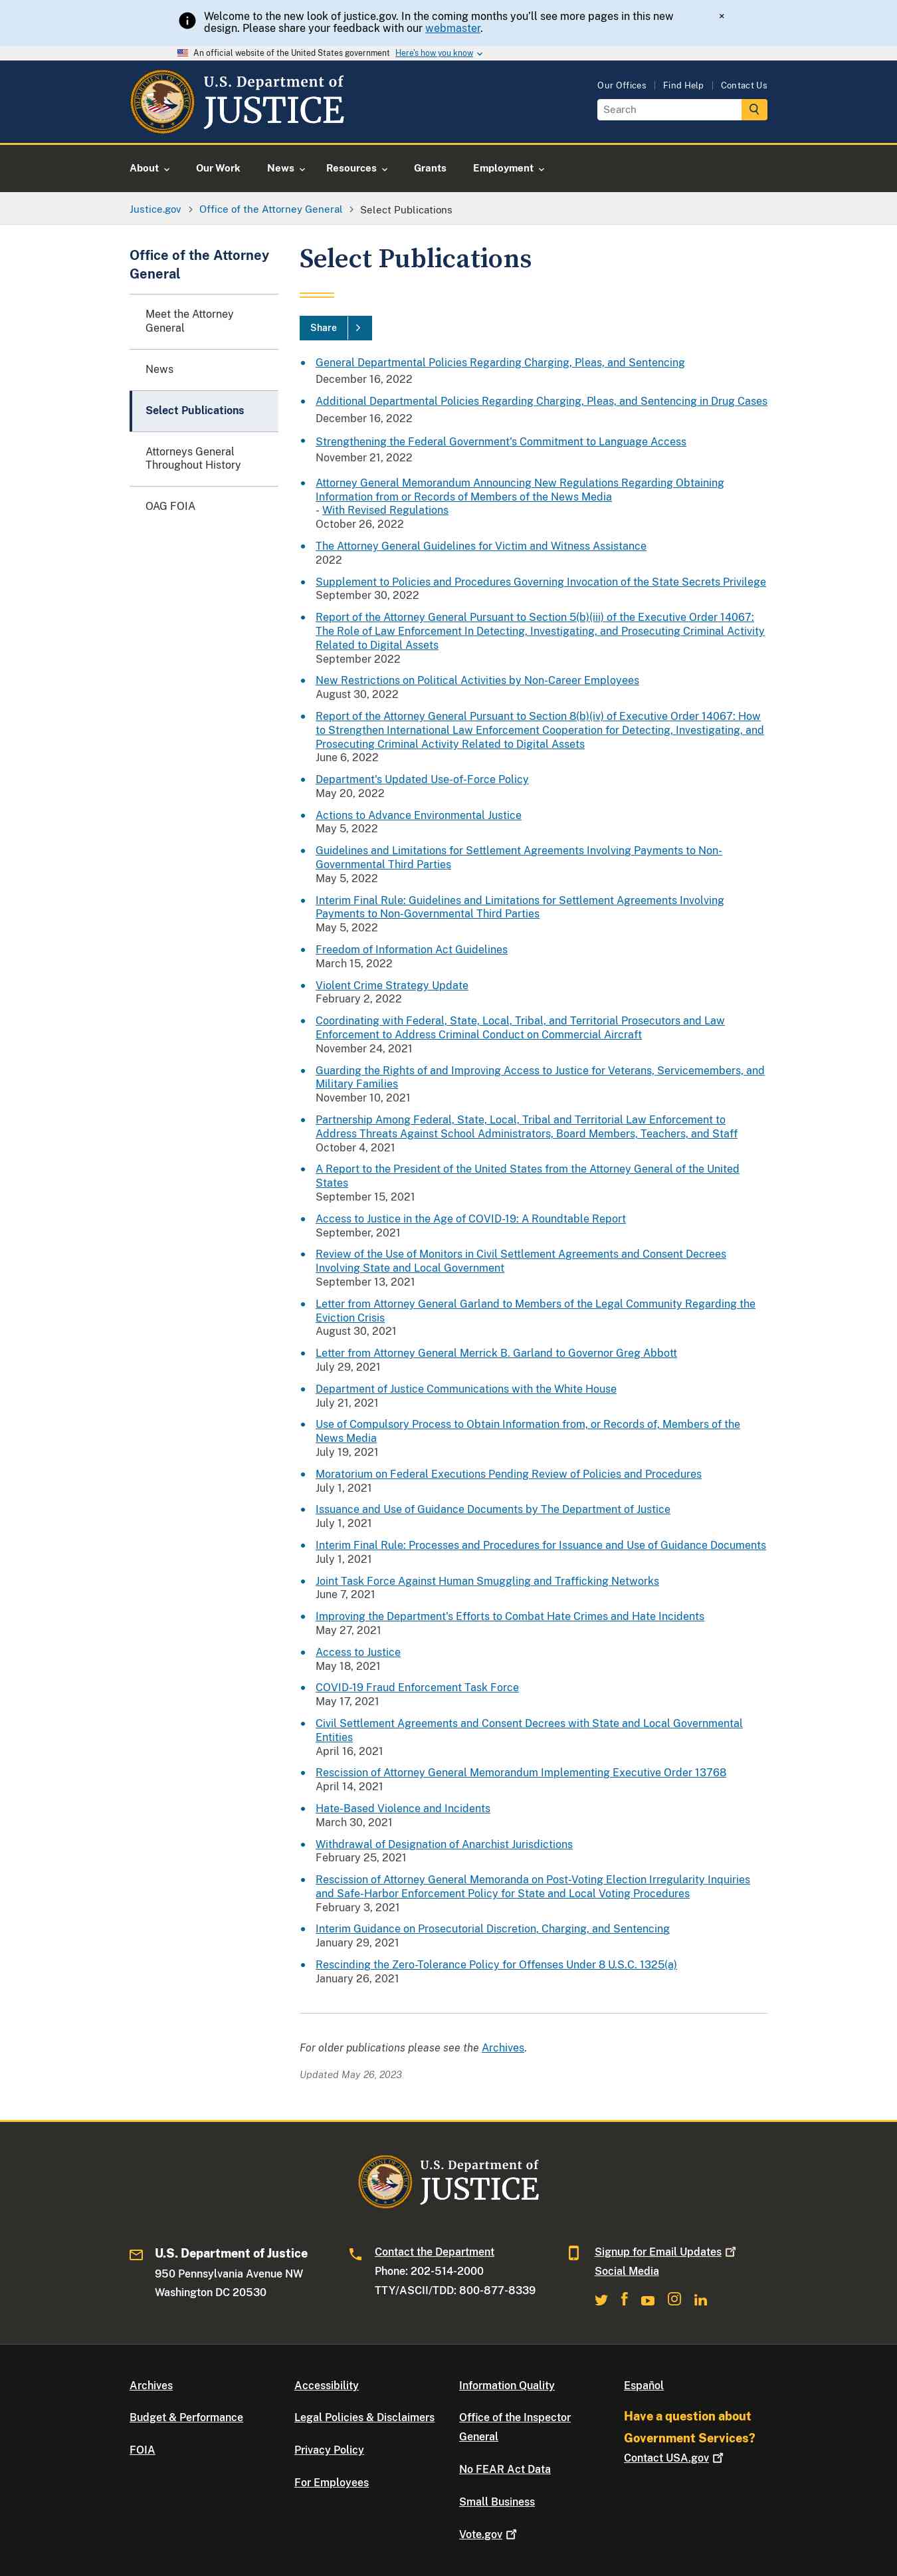 Welcome to the new look of justice.gov. In the coming months you'll see more pages in this new
design. Please share your feedback with our webmaster.
×
An official website of the United States government Here's how you know
U.S. Department of
JUSTICE
Our Offices
Find Help
Contact Us
Search
About
Our Work
News
Resources
Grants
Employment
Justice.gov
Office of the Attorney General
Select Publications
Office of the Attorney
General
Meet the Attorney
General
News
Select Publications
Attorneys General
Throughout History
OAG FOIA
Select Publications
Share
General Departmental Policies Regarding Charging, Pleas, and Sentencing
December 16, 2022
Additional Departmental Policies Regarding Charging, Pleas, and Sentencing in Drug Cases
December 16, 2022
Strengthening the Federal Government's Commitment to Language Access
November 21, 2022
Attorney General Memorandum Announcing New Regulations Regarding Obtaining
Information from or Records of Members of the News Media
- With Revised Regulations
October 26, 2022
The Attorney General Guidelines for Victim and Witness Assistance
2022
Supplement to Policies and Procedures Governing Invocation of the State Secrets Privilege
September 30, 2022
Report of the Attorney General Pursuant to Section 5(b)(iii) of the Executive Order 14067:
The Role of Law Enforcement In Detecting, Investigating, and Prosecuting Criminal Activity
Related to Digital Assets
September 2022
New Restrictions on Political Activities by Non-Career Employees
August 30, 2022
Report of the Attorney General Pursuant to Section 8(b)(iv) of Executive Order 14067: How
to Strengthen International Law Enforcement Cooperation for Detecting, Investigating, and
Prosecuting Criminal Activity Related to Digital Assets
June 6, 2022
Department's Updated Use-of-Force Policy
May 20, 2022
Actions to Advance Environmental Justice
May 5, 2022
Guidelines and Limitations for Settlement Agreements Involving Payments to Non-
Governmental Third Parties
May 5, 2022
Interim Final Rule: Guidelines and Limitations for Settlement Agreements Involving
Payments to Non-Governmental Third Parties
May 5, 2022
Freedom of Information Act Guidelines
March 15, 2022
Violent Crime Strategy Update
February 2, 2022
Coordinating with Federal, State, Local, Tribal, and Territorial Prosecutors and Law
Enforcement to Address Criminal Conduct on Commercial Aircraft
November 24, 2021
Guarding the Rights of and Improving Access to Justice for Veterans, Servicemembers, and
Military Families
November 10, 2021
Partnership Among Federal, State, Local, Tribal and Territorial Law Enforcement to
Address Threats Against School Administrators, Board Members, Teachers, and Staff
October 4, 2021
A Report to the President of the United States from the Attorney General of the United
States
September 15, 2021
Access to Justice in the Age of COVID-19: A Roundtable Report
September, 2021
Review of the Use of Monitors in Civil Settlement Agreements and Consent Decrees
Involving State and Local Government
September 13, 2021
Letter from Attorney General Garland to Members of the Legal Community Regarding the
Eviction Crisis
August 30, 2021
Letter from Attorney General Merrick B. Garland to Governor Greg Abbott
July 29, 2021
Department of Justice Communications with the White House
July 21, 2021
Use of Compulsory Process to Obtain Information from, or Records of, Members of the
News Media
July 19, 2021
Moratorium on Federal Executions Pending Review of Policies and Procedures
July 1, 2021
Issuance and Use of Guidance Documents by The Department of Justice
July 1, 2021
Interim Final Rule: Processes and Procedures for Issuance and Use of Guidance Documents
July 1, 2021
Joint Task Force Against Human Smuggling and Trafficking Networks
June 7, 2021
Improving the Department's Efforts to Combat Hate Crimes and Hate Incidents
May 27, 2021
Access to Justice
May 18, 2021
COVID-19 Fraud Enforcement Task Force
May 17, 2021
Civil Settlement Agreements and Consent Decrees with State and Local Governmental
Entities
April 16, 2021
Rescission of Attorney General Memorandum Implementing Executive Order 13768
April 14, 2021
Hate-Based Violence and Incidents
March 30, 2021
Withdrawal of Designation of Anarchist Jurisdictions
February 25, 2021
Rescission of Attorney General Memoranda on Post-Voting Election Irregularity Inquiries
and Safe-Harbor Enforcement Policy for State and Local Voting Procedures
February 3, 2021
Interim Guidance on Prosecutorial Discretion, Charging, and Sentencing
January 29, 2021
Rescinding the Zero-Tolerance Policy for Offenses Under 8 U.S.C. 1325(a)
January 26, 2021
For older publications please see the Archives.
Updated May 26, 2023
U.S. Department of
JUSTICE
U.S. Department of Justice
950 Pennsylvania Avenue NW
Washington DC 20530
Contact the Department
Phone: 202-514-2000
TTY/ASCII/TDD: 800-877-8339
Signup for Email Updates
Social Media
Archives
Budget & Performance
FOIA
Accessibility
Legal Policies & Disclaimers
Privacy Policy
For Employees
Information Quality
Office of the Inspector
General
No FEAR Act Data
Small Business
Vote.gov
Español
Have a question about
Government Services?
Contact USA.gov